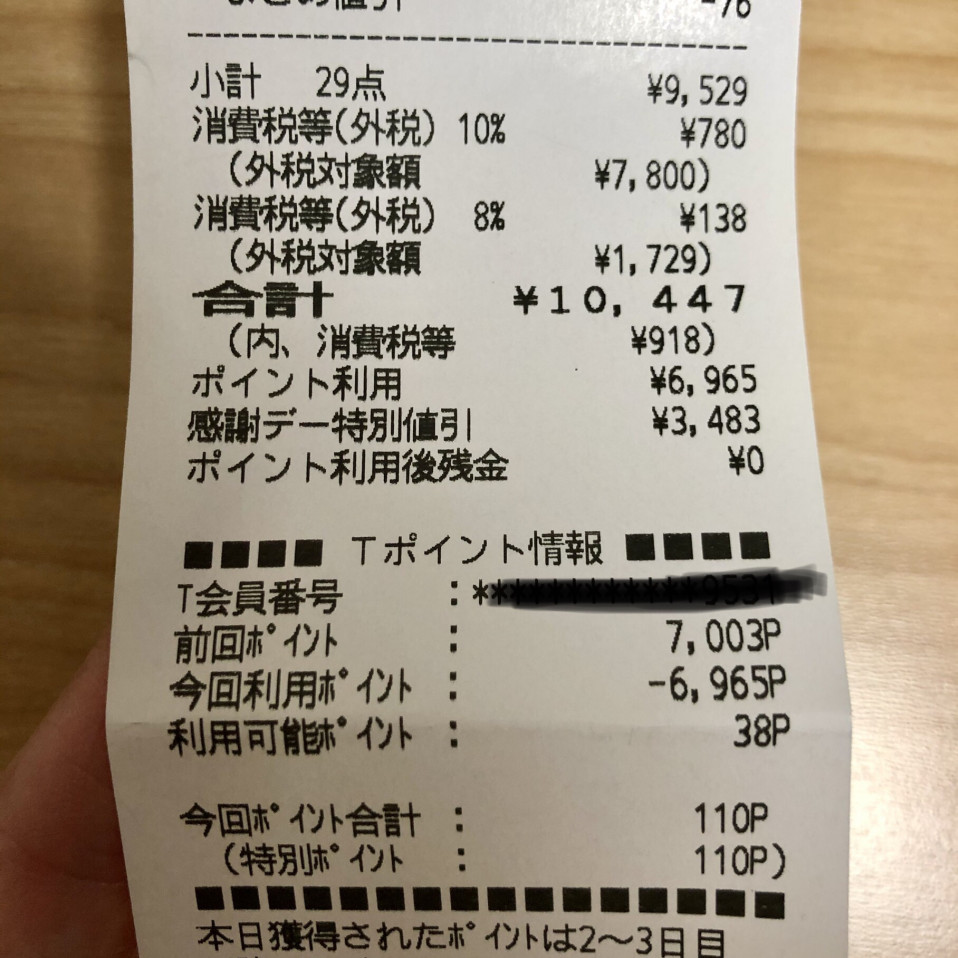 まとめ値引 -76
小計 29点 ¥9,529
消費税等(外税) 10% ¥780
(外税対象額 ¥7,800)
消費税等(外税) 8% ¥138
(外税対象額 ¥1,729)
合計 ¥10,447
(内、消費税等 ¥918)
ポイント利用 ¥6,965
感謝デー特別値引 ¥3,483
ポイント利用後残金 ¥0
■■■■ Tポイント情報 ■■■■
T会員番号 :
前回ポイント : 7,003P
今回利用ポイント : -6,965P
利用可能ポイント : 38P
今回ポイント合計 : 110P
(特別ポイント : 110P)
本日獲得されたポイントは2〜3日目